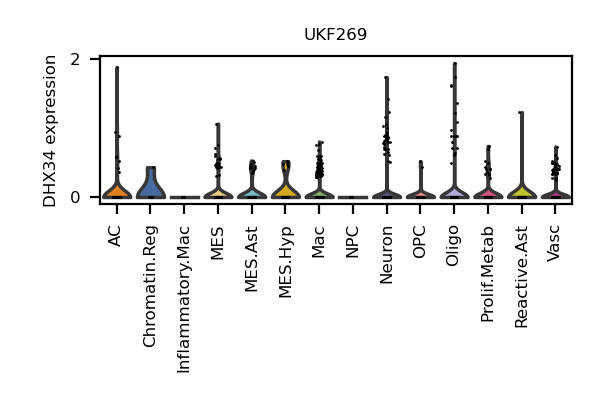 UKF269
DHX34 expression
2
0
AC
Chromatin.Reg
Inflammatory.Mac
MES
MES.Ast
MES.Hyp
Mac
NPC
Neuron
OPC
Oligo
Prolif.Metab
Reactive.Ast
Vasc